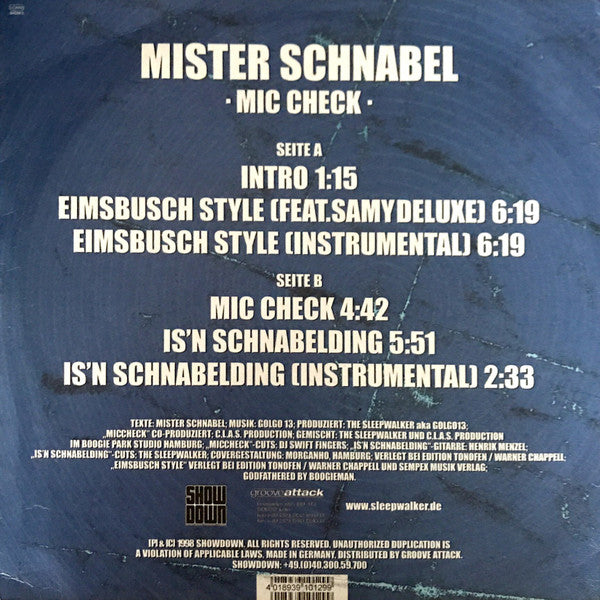 MISTER SCHNABEL
· MIC CHECK ·
SEITE A
INTRO 1:15
EIMSBUSCH STYLE (FEAT.SAMYDELUXE) 6:19
EIMSBUSCH STYLE (INSTRUMENTAL) 6:19
SEITE B
MIC CHECK 4:42
IS'N SCHNABELDING 5:51
IS'N SCHNABELDING (INSTRUMENTAL) 2:33
TEXTE: MISTER SCHNABEL; MUSIK: GOLGO 13; PRODUZIERT: THE SLEEPWALKER aka GOLGO13;
„MICCHECK" CO-PRODUZIERT: C.L.A.S. PRODUCTION; GEMISCHT: THE SLEEPWALKER UND C.L.A.S. PRODUCTION
IM BOOGIE PARK STUDIO HAMBURG; „MICCHECK"-CUTS: DJ SWIFT FINGERS; „IS'N SCHNABELDING"-GITARRE: HENRIK MENZEL;
„IS'N SCHNABELDING"-CUTS: THE SLEEPWALKER; COVERGESTALTUNG: MORGANHO, HAMBURG; VERLEGT BEI EDITION TONOFEN / WARNER CHAPPELL;
„EIMSBUSCH STYLE" VERLEGT BEI EDITION TONOFEN / WARNER CHAPPELL UND SEMPEX MUSIK VERLAG;
GODFATHERED BY BOOGIEMAN.
SHOW
DOWN
grooveattack
www.sleepwalker.de
(P) & (C) 1998 SHOWDOWN. ALL RIGHTS RESERVED. UNAUTHORIZED DUPLICATION IS
A VIOLATION OF APPLICABLE LAWS. MADE IN GERMANY. DISTRIBUTED BY GROOVE ATTACK.
SHOWDOWN: +49.(0)40.300.59.700
4 018939 101299